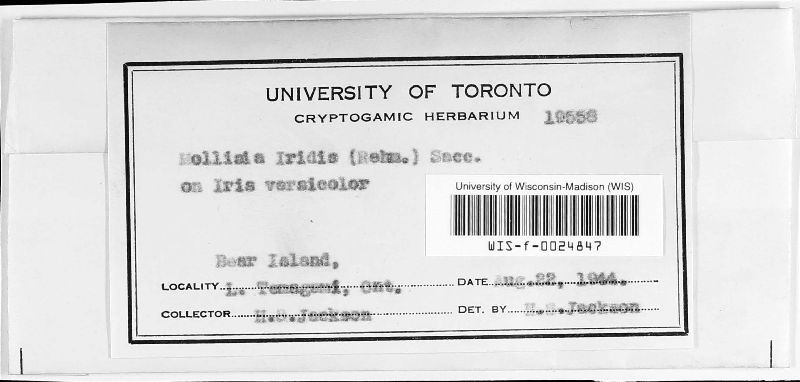 UNIVERSITY OF TORONTO
CRYPTOGAMIC HERBARIUM 19558
Mollisia Iridis (Rehm.) Sacc.
on Iris versicolor
University of Wisconsin-Madison (WIS)
WIS-f-0024847
Bear Island,
LOCALITY L. Temagami, Ont. DATE Aug.22, 1944.
COLLECTOR H.S.Jackson DET. BY H.S.Jackson